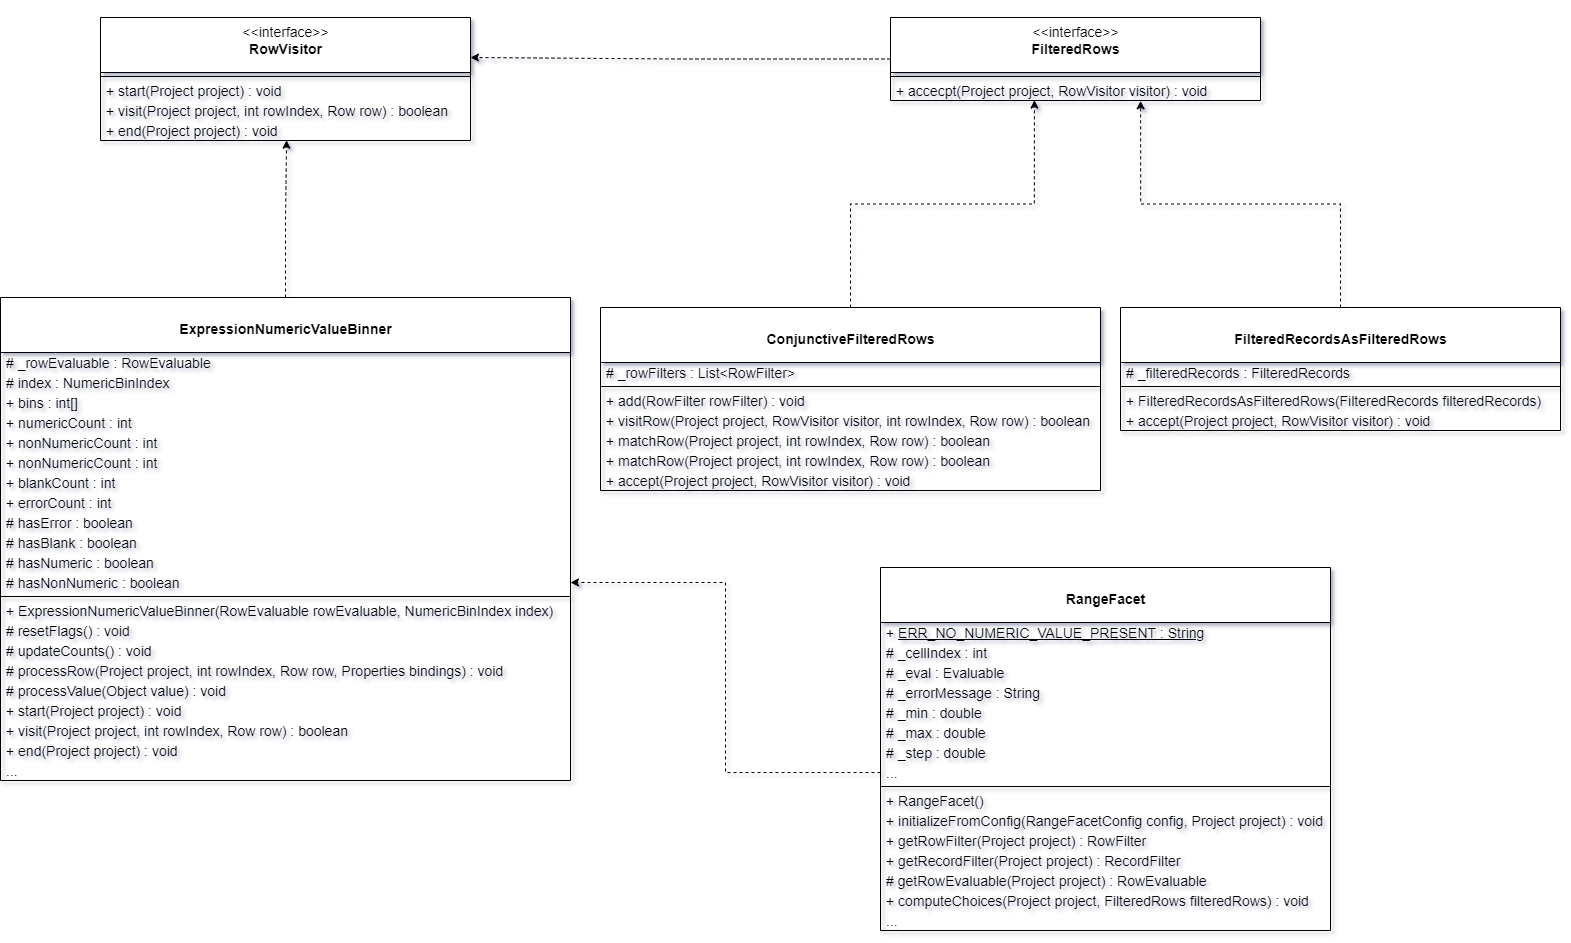 <<interface>>
RowVisitor
+ start(Project project) : void
+ visit(Project project, int rowIndex, Row row) : boolean
+ end(Project project) : void
<<interface>>
FilteredRows
+ accecpt(Project project, RowVisitor visitor) : void
ExpressionNumericValueBinner
# _rowEvaluable : RowEvaluable
# index : NumericBinIndex
+ bins : int[]
+ numericCount : int
+ nonNumericCount : int
+ nonNumericCount : int
+ blankCount : int
+ errorCount : int
# hasError : boolean
# hasBlank : boolean
# hasNumeric : boolean
# hasNonNumeric : boolean
+ ExpressionNumericValueBinner(RowEvaluable rowEvaluable, NumericBinIndex index)
# resetFlags() : void
# updateCounts() : void
# processRow(Project project, int rowIndex, Row row, Properties bindings) : void
# processValue(Object value) : void
+ start(Project project) : void
+ visit(Project project, int rowIndex, Row row) : boolean
+ end(Project project) : void
...
ConjunctiveFilteredRows
# _rowFilters : List<RowFilter>
+ add(RowFilter rowFilter) : void
+ visitRow(Project project, RowVisitor visitor, int rowIndex, Row row) : boolean
+ matchRow(Project project, int rowIndex, Row row) : boolean
+ matchRow(Project project, int rowIndex, Row row) : boolean
+ accept(Project project, RowVisitor visitor) : void
FilteredRecordsAsFilteredRows
# _filteredRecords : FilteredRecords
+ FilteredRecordsAsFilteredRows(FilteredRecords filteredRecords)
+ accept(Project project, RowVisitor visitor) : void
RangeFacet
+ ERR_NO_NUMERIC_VALUE_PRESENT : String
# _cellIndex : int
# _eval : Evaluable
# _errorMessage : String
# _min : double
# _max : double
# _step : double
...
+ RangeFacet()
+ initializeFromConfig(RangeFacetConfig config, Project project) : void
+ getRowFilter(Project project) : RowFilter
+ getRecordFilter(Project project) : RecordFilter
# getRowEvaluable(Project project) : RowEvaluable
+ computeChoices(Project project, FilteredRows filteredRows) : void
...